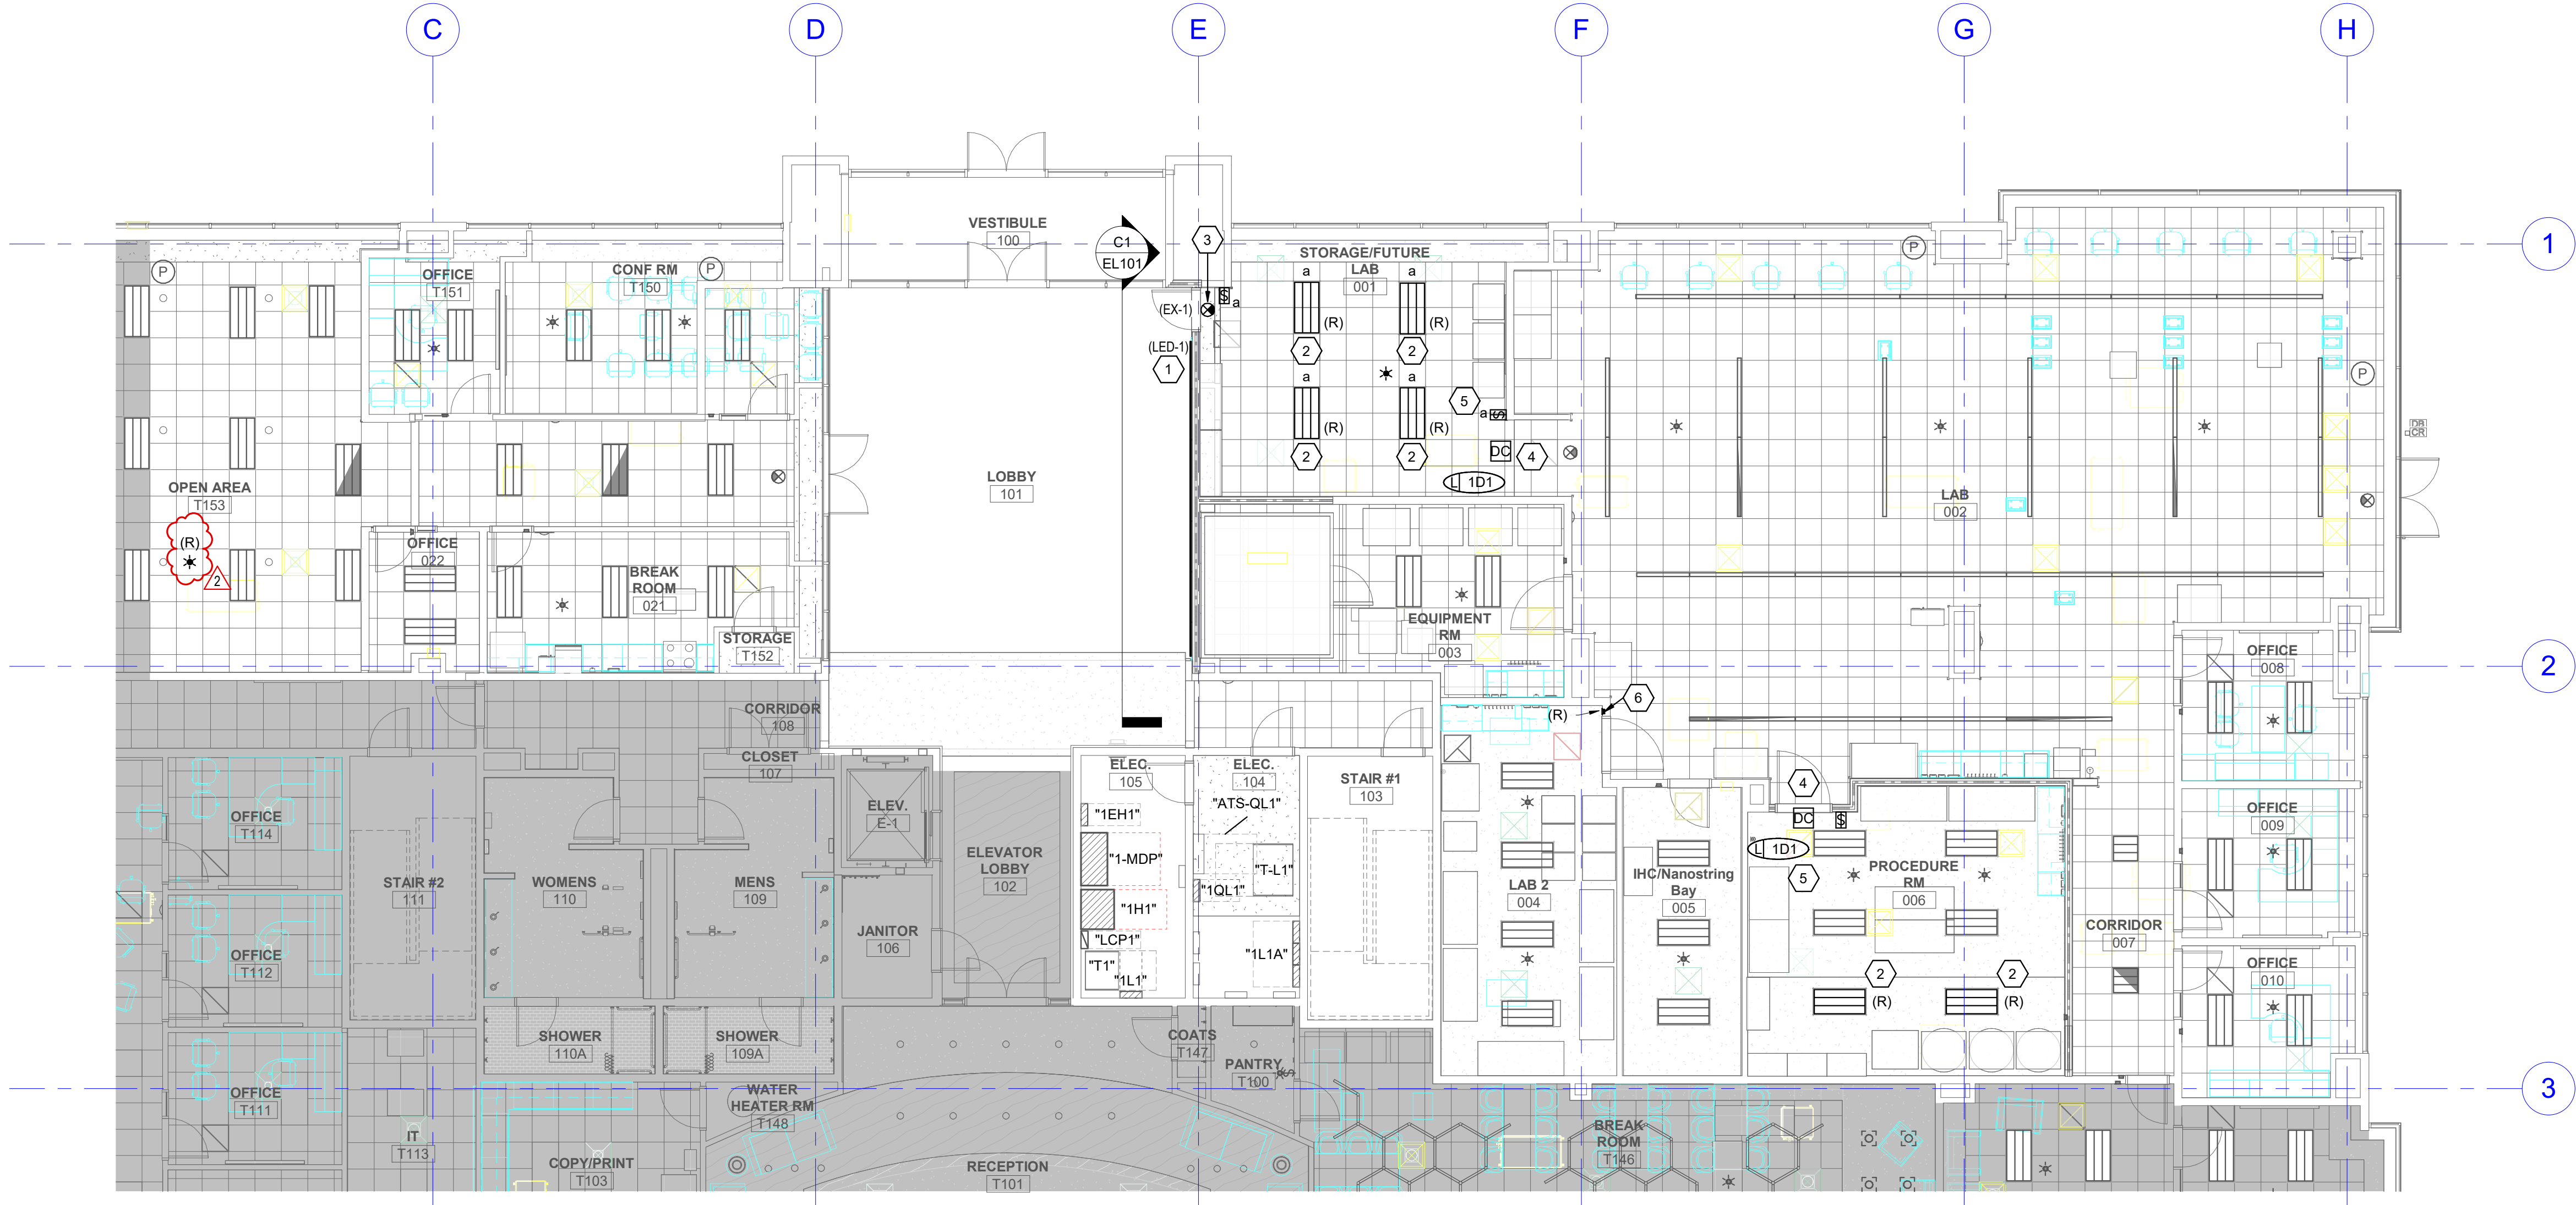 C
D
E
F
G
H
1
2
3
VESTIBULE
100
C1
EL101
3
STORAGE/FUTURE
LAB
001
P
P
P
P
OFFICE
T151
CONF RM
T150
(EX-1)
$
a
a
a
(R)
(R)
2
2
(LED-1)
1
a
a
(R)
(R)
2
2
5
a
$
DC
4
L
1D1
DB
CR
LOBBY
101
OPEN AREA
T153
(R)
2
LAB
002
OFFICE
022
BREAK
ROOM
021
STORAGE
T152
EQUIPMENT
RM
003
OFFICE
008
6
(R)
CORRIDOR
108
CLOSET
107
ELEC.
105
ELEC.
104
STAIR #1
103
4
"1EH1"
"ATS-QL1"
ELEV.
E-1
OFFICE
T114
OFFICE
009
DC
$
L
1D1
5
"1-MDP"
"T-L1"
"1QL1"
ELEVATOR
LOBBY
102
STAIR #2
111
WOMENS
110
MENS
109
LAB 2
004
IHC/Nanostring
Bay
005
PROCEDURE
RM
006
"1H1"
JANITOR
106
"LCP1"
"T1"
"1L1"
"1L1A"
CORRIDOR
007
OFFICE
T112
OFFICE
010
2
2
(R)
(R)
SHOWER
110A
SHOWER
109A
COATS
T147
PANTRY
T100
OFFICE
T111
WATER
HEATER RM
T148
IT
T113
COPY/PRINT
T103
RECEPTION
T101
BREAK
ROOM
T146